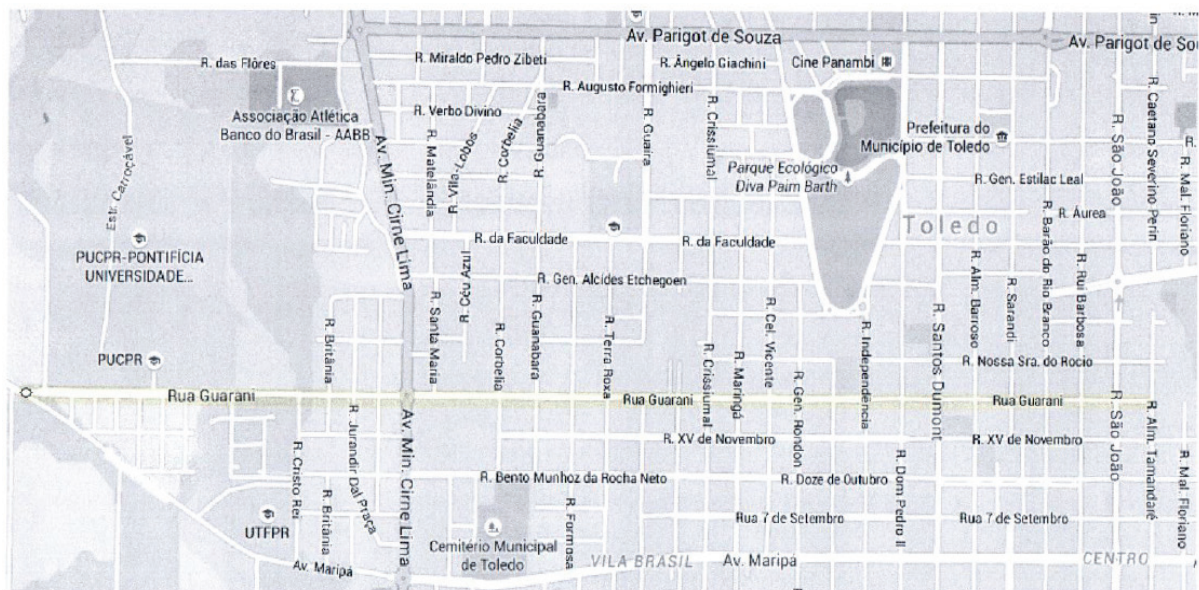 Av. Parigot de Souza
Av. Parigot de Sou
R. das Flôres
R. Miraldo Pedro Zibeti
R. Ângelo Giachini
Cine Panambi
R. Augusto Formighieri
Associação Atlética
Banco do Brasil - AABB
R. Verbo Divino
R. Matelândia
R. Vila-Lobos
R. Corbelia
R. Guanabara
R. Guaíra
R. Crissiumal
Prefeitura do
Município de Toledo
R. São João
R. Caetano Severino Perin
R. Mal. Floriano
Estr. Carroçável
Av. Min. Cirne Lima
Parque Ecológico
Diva Paim Barth
R. Gen. Estilac Leal
R. Áurea
Toledo
PUCPR-PONTIFÍCIA
UNIVERSIDADE...
R. da Faculdade
R. da Faculdade
R. Gen. Alcides Etchegoen
R. Alm. Barroso
R. Sarandi
R. Barão do Rio Branco
R. Rui Barbosa
R. Britânia
R. Santa Maria
R. Corbelia
R. Guanabara
R. Terra Roxa
R. Crissiumal
R. Maringá
R. Cel. Vicente
R. Gen. Rondon
R. Independência
R. Santos Dumont
R. Nossa Sra. do Rocio
PUCPR
Rua Guarani
Rua Guarani
Rua Guarani
R. São João
R. Alm. Tamandaré
R. XV de Novembro
R. XV de Novembro
R. Jurandir Dal Praça
Av. Min. Cirne Lima
R. Cristo Rei
R. Britânia
R. Bento Munhoz da Rocha Neto
R. Doze de Outubro
R. Dom Pedro II
R. Mal. Floriano
UTFPR
Cemitério Municipal
de Toledo
R. Formosa
Rua 7 de Setembro
Rua 7 de Setembro
Av. Maripá
VILA BRASIL
Av. Maripá
CENTRO